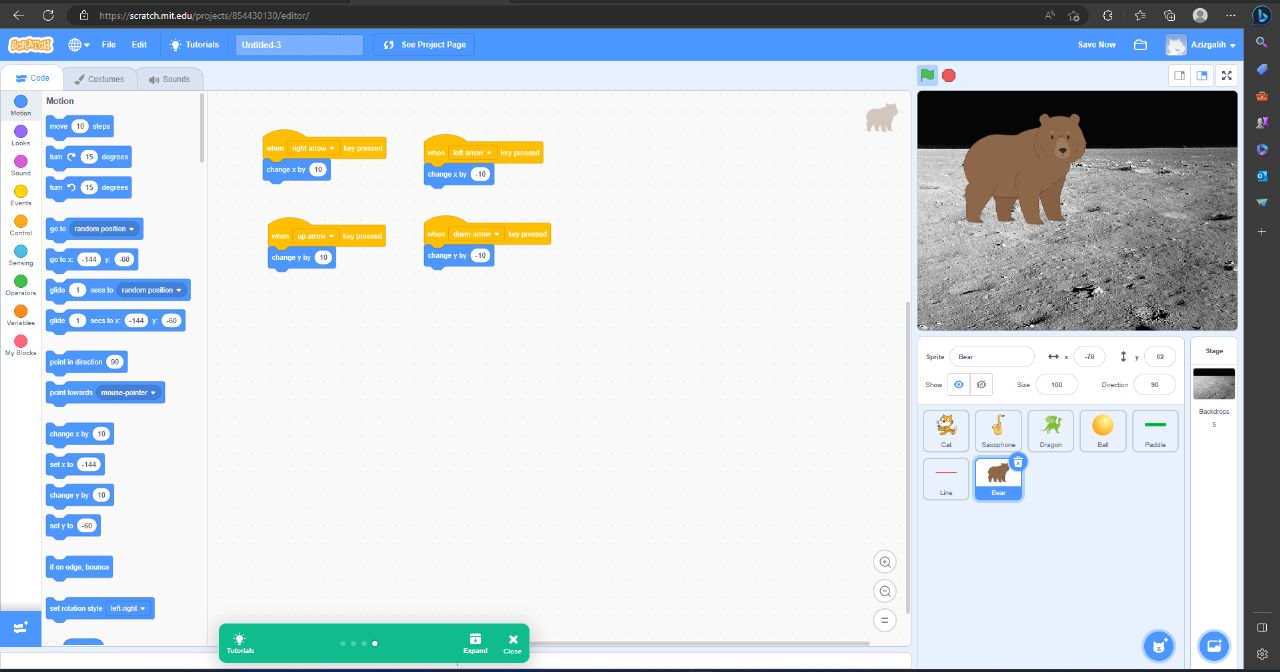 https://scratch.mit.edu/projects/854430130/editor/
SCRATCH File Edit Tutorials Untitled-3 See Project Page Save Now Azizgalih
Code Costumes Sounds
Motion
Looks
Sound
Events
Control
Sensing
Operators
Variables
My Blocks
Motion
move 10 steps
turn 15 degrees
turn 15 degrees
go to random position
go to x: -144 y: -60
glide 1 secs to random position
glide 1 secs to x: -144 y: -60
point in direction 90
point towards mouse-pointer
change x by 10
set x to -144
change y by 10
set y to -60
if on edge, bounce
set rotation style left-right
when right arrow key pressed
change x by 10
when left arrow key pressed
change x by -10
when up arrow key pressed
change y by 10
when down arrow key pressed
change y by -10
Tutorials Expand Close
Sprite Bear x -78 y 62
Show Size 100 Direction 90
Cat Saxophone Dragon Ball Paddle
Line Bear
Stage
Backdrops
5